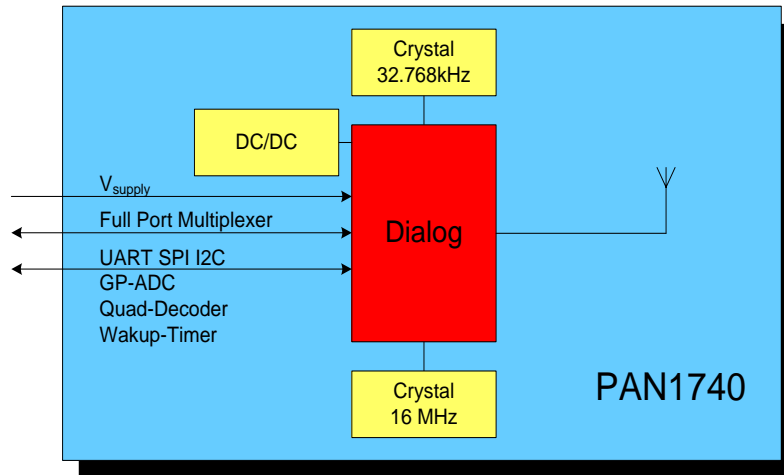 Crystal
32.768kHz
DC/DC
Vsupply
Full Port Multiplexer
Dialog
UART SPI I2C
GP-ADC
Quad-Decoder
Wakup-Timer
Crystal
16 MHz
PAN1740